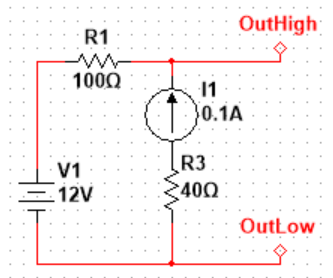 OutHigh
R1
100Ω
I1
0.1A
V1
12V
R3
40Ω
OutLow